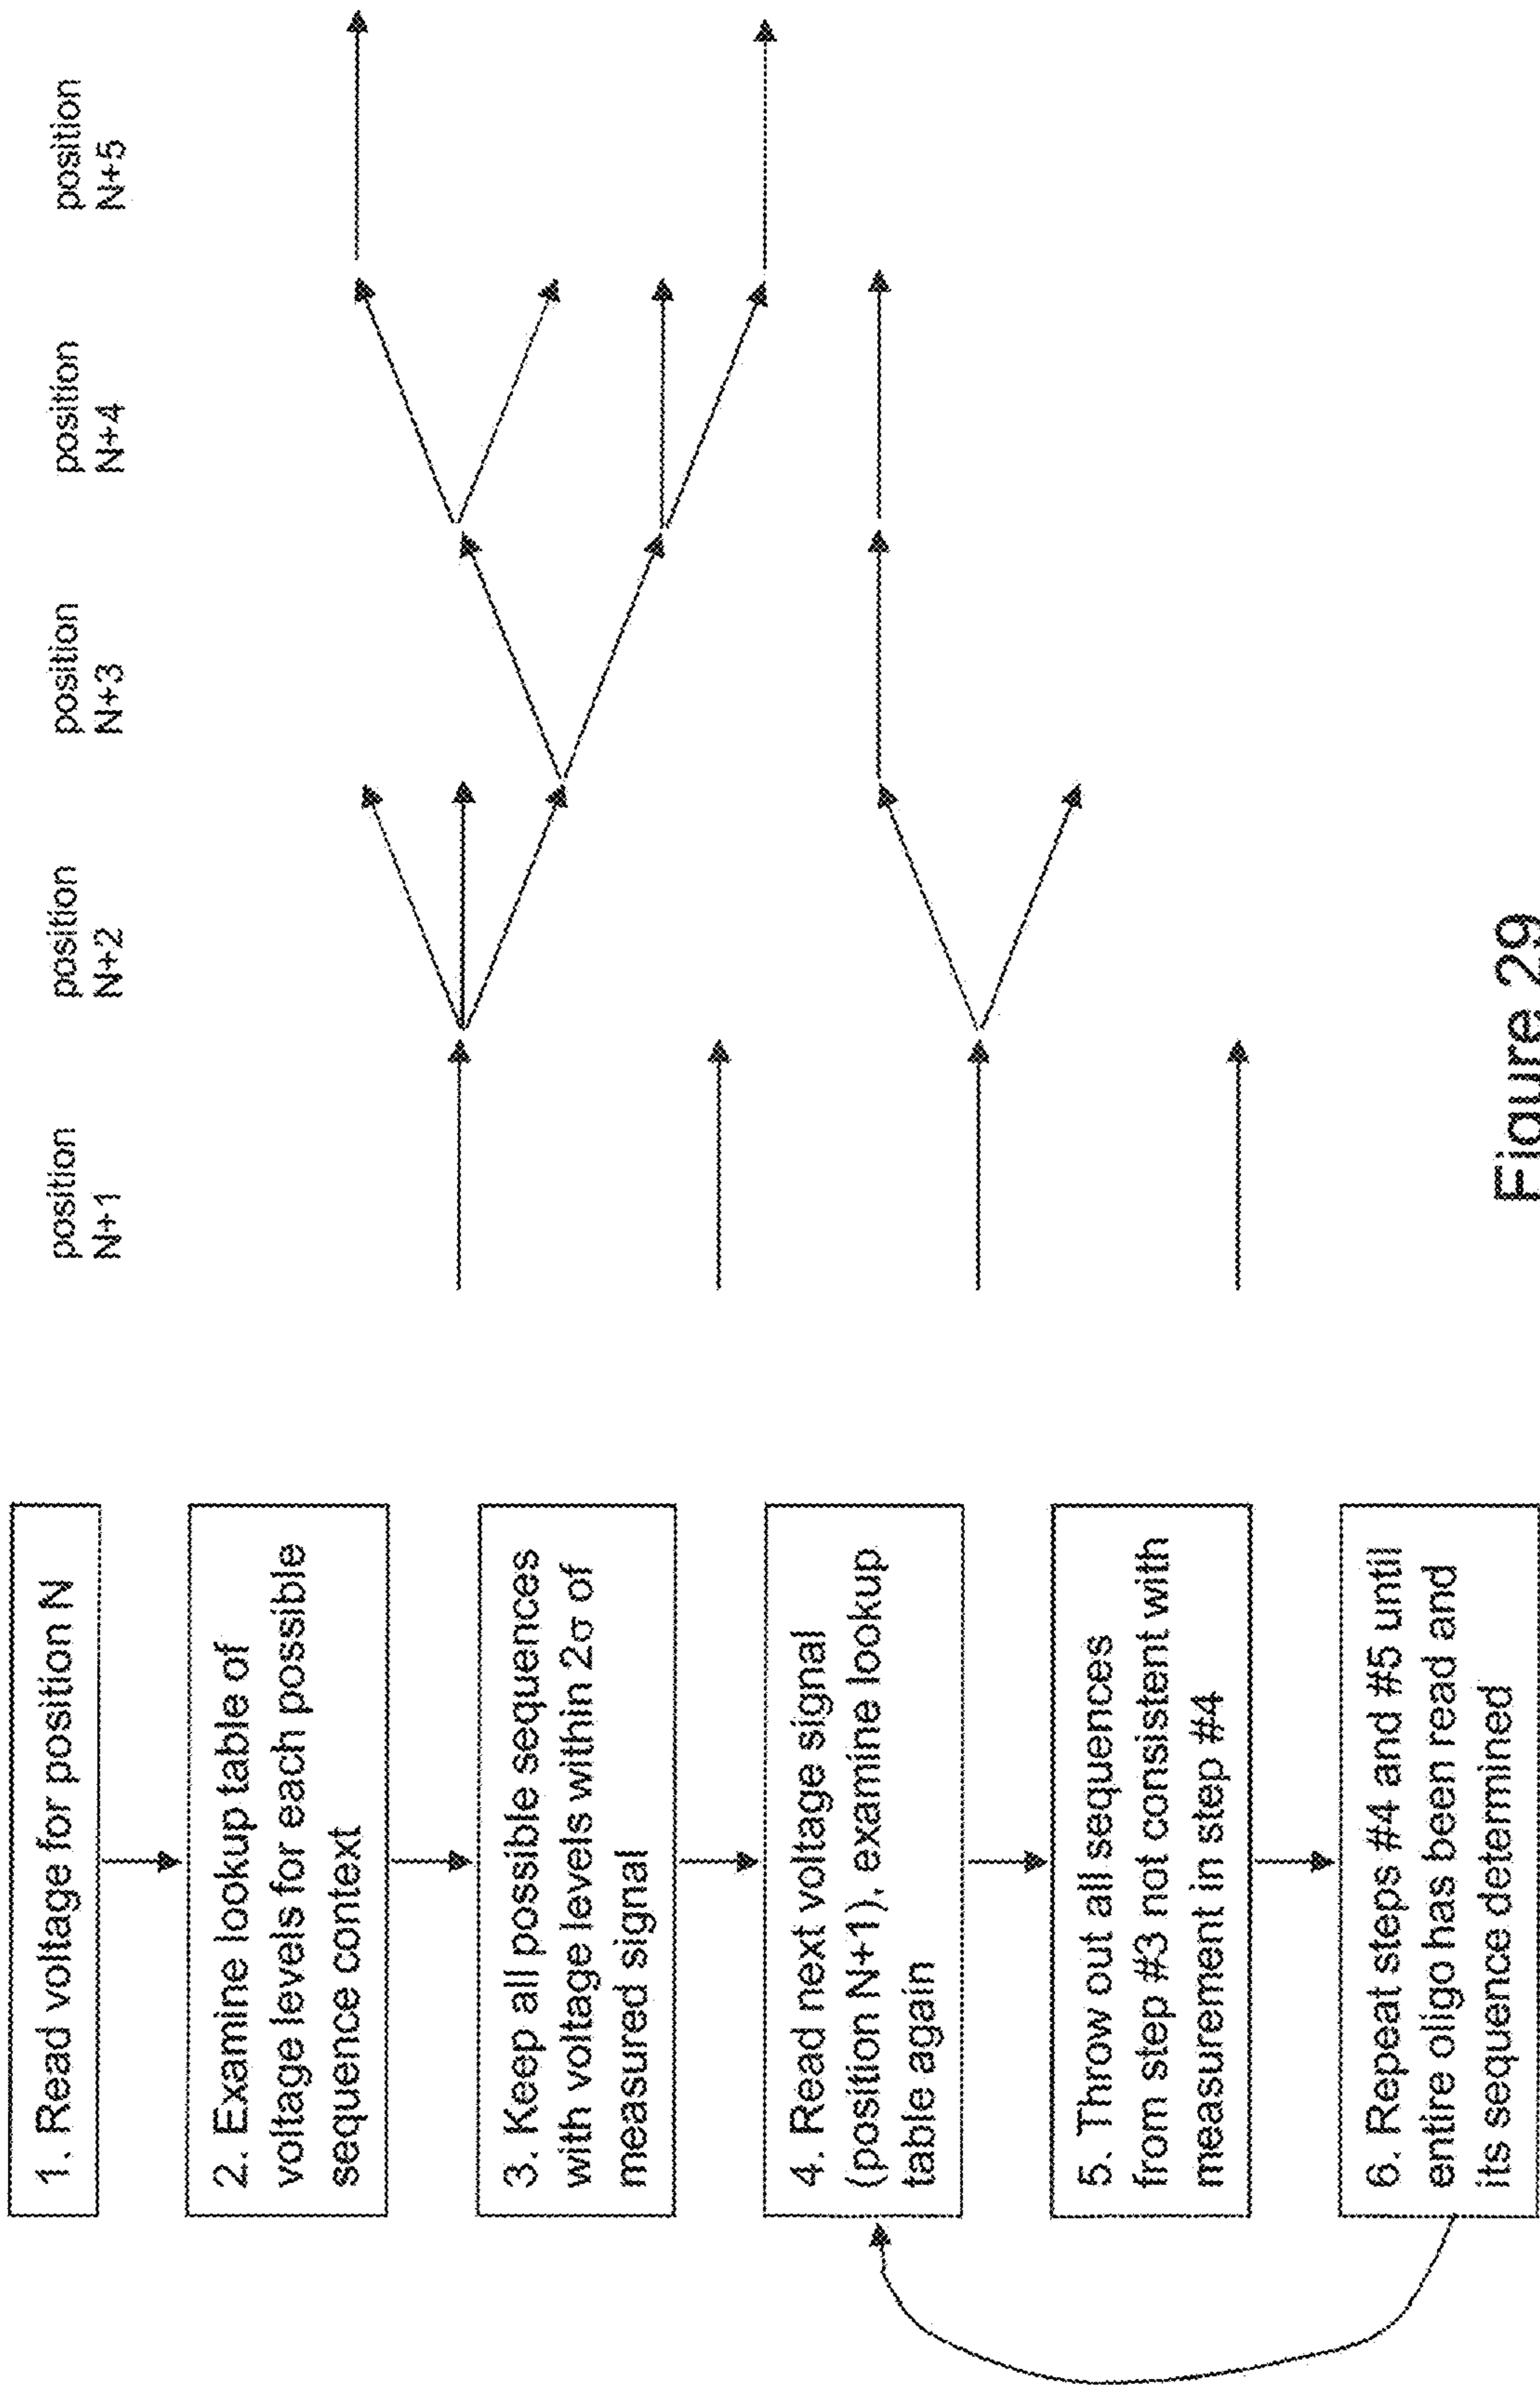 1. Read voltage for position N
2. Examine lookup table of
voltage levels for each possible
sequence context
3. Keep all possible sequences
with voltage levels within 2σ of
measured signal
4. Read next voltage signal
(position N+1), examine lookup
table again
5. Throw out all sequences
from step #3 not consistent with
measurement in step #4
6. Repeat steps #4 and #5 until
entire oligo has been read and
its sequence determined
position
N+1
position
N+2
position
N+3
position
N+4
position
N+5
Figure 29